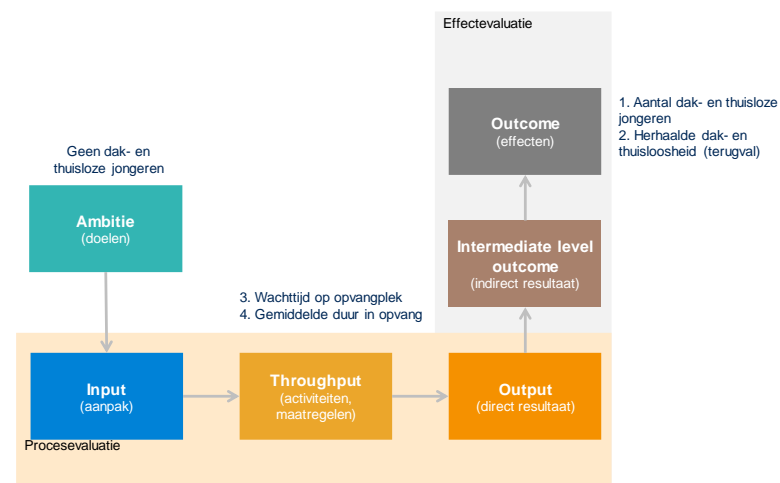 Effectevaluatie
Outcome
(effecten)
1. Aantal dak- en thuisloze
jongeren
2. Herhaalde dak- en
thuisloosheid (terugval)
Geen dak- en
thuisloze jongeren
Ambitie
(doelen)
Intermediate level
outcome
(indirect resultaat)
3. Wachttijd op opvangplek
4. Gemiddelde duur in opvang
Input
(aanpak)
Throughput
(activiteiten,
maatregelen)
Output
(direct resultaat)
Procesevaluatie